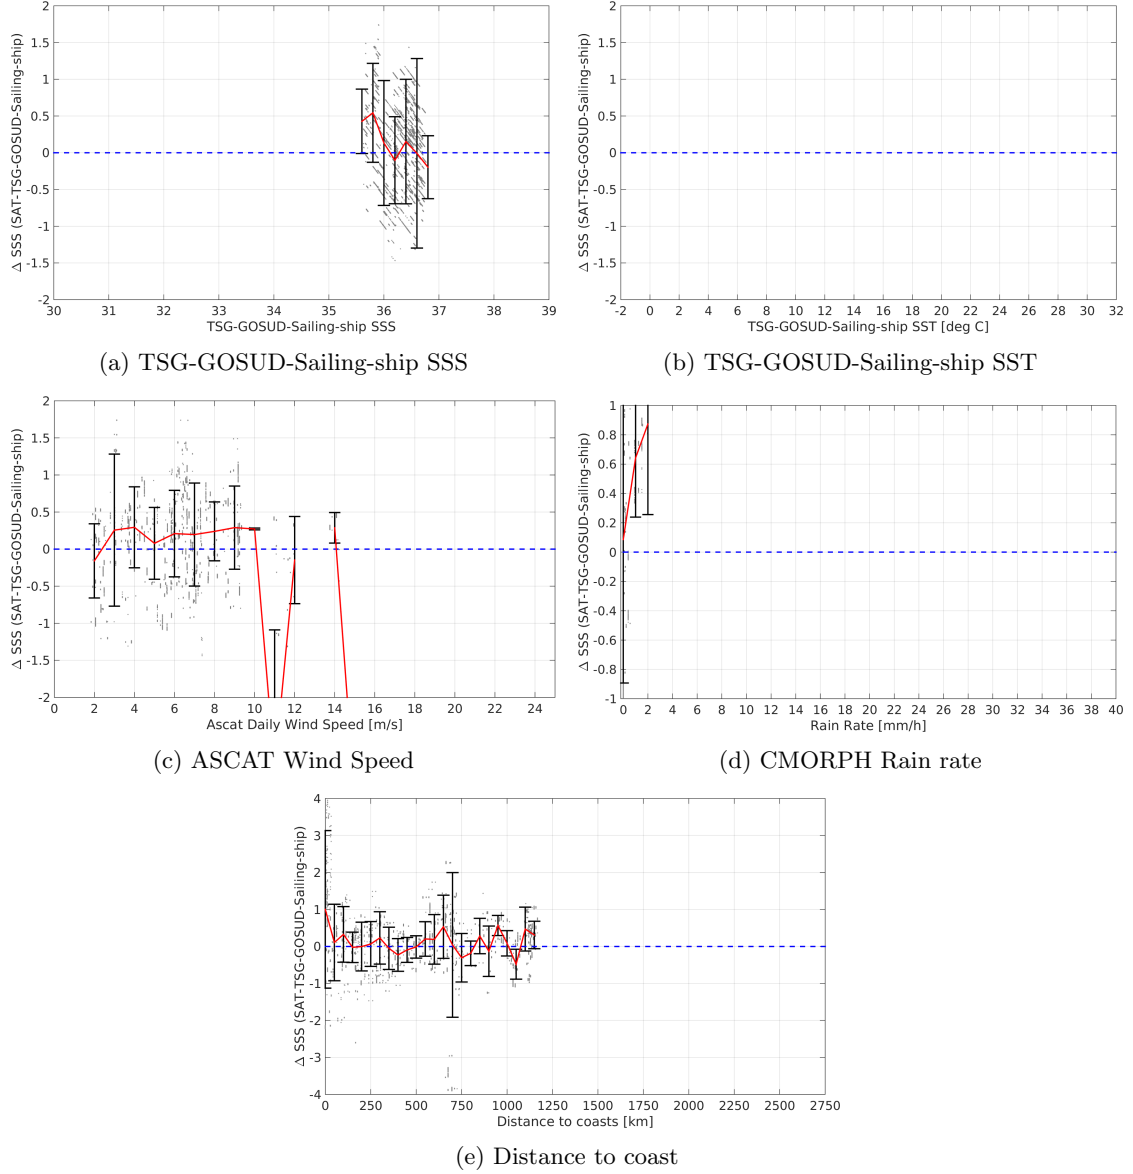 2
1.5
1
0.5
0
-0.5
-1
-1.5
-2
Δ SSS (SAT-TSG-GOSUD-Sailing-ship)
30 31 32 33 34 35 36 37 38 39
TSG-GOSUD-Sailing-ship SSS
(a) TSG-GOSUD-Sailing-ship SSS
2
1.5
1
0.5
0
-0.5
-1
-1.5
-2
Δ SSS (SAT-TSG-GOSUD-Sailing-ship)
-2 0 2 4 6 8 10 12 14 16 18 20 22 24 26 28 30 32
TSG-GOSUD-Sailing-ship SST [deg C]
(b) TSG-GOSUD-Sailing-ship SST
2
1.5
1
0.5
0
-0.5
-1
-1.5
-2
Δ SSS (SAT-TSG-GOSUD-Sailing-ship)
0 2 4 6 8 10 12 14 16 18 20 22 24
Ascat Daily Wind Speed [m/s]
(c) ASCAT Wind Speed
1
0.8
0.6
0.4
0.2
0
-0.2
-0.4
-0.6
-0.8
-1
Δ SSS (SAT-TSG-GOSUD-Sailing-ship)
0 2 4 6 8 10 12 14 16 18 20 22 24 26 28 30 32 34 36 38 40
Rain Rate [mm/h]
(d) CMORPH Rain rate
4
3
2
1
0
-1
-2
-3
-4
Δ SSS (SAT-TSG-GOSUD-Sailing-ship)
0 250 500 750 1000 1250 1500 1750 2000 2250 2500 2750
Distance to coasts [km]
(e) Distance to coast